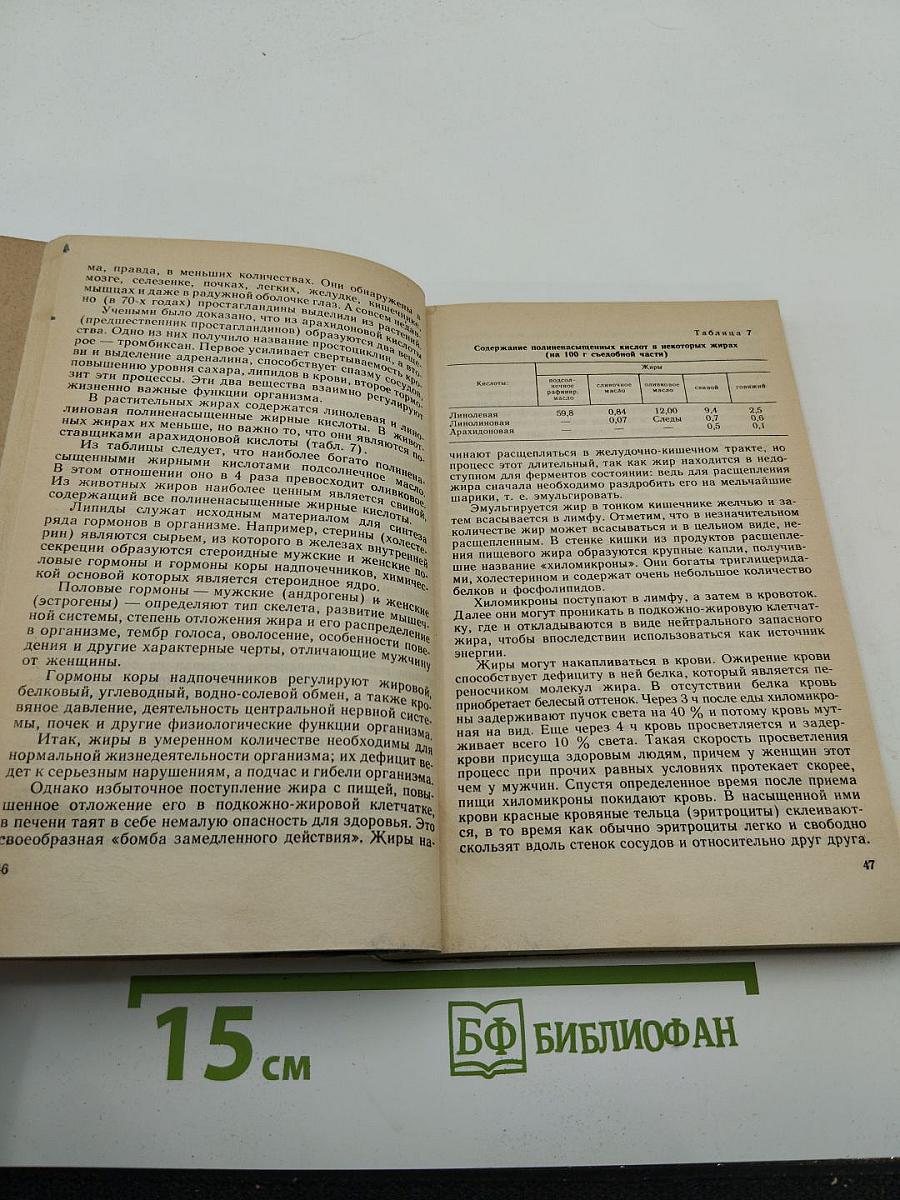 ма, правда, в меньших количествах. Они обнаружены в
мозге, селезенке, почках, легких, желудке, кишечнике,
мышцах и даже в радужной оболочке глаз. А совсем недав-
но (в 70-х годах) простагландины выделили из растений.
Учеными было доказано, что из арахидоновой кислоты
(предшественник простагландинов) образуются два веще-
ства. Одно из них получило название простоциклин, а вто-
рое — тромбиксан. Первое усиливает свертываемость кро-
ви и выделение адреналина, способствует спазму сосудов,
повышению уровня сахара, липидов в крови, второе тормо-
зит эти процессы. Эти два вещества взаимно регулируют
жизненно важные функции организма.
В растительных жирах содержатся линолевая и лино-
линовая полиненасыщенные жирные кислоты. В живот-
ных жирах их меньше, но важно то, что они являются по-
ставщиками арахидоновой кислоты (табл. 7).
Из таблицы следует, что наиболее богато полинена-
сыщенными жирными кислотами подсолнечное масло.
В этом отношении оно в 4 раза превосходит оливковое.
Из животных жиров наиболее ценным является свиной,
содержащий все полиненасыщенные жирные кислоты.
Липиды служат исходным материалом для синтеза
ряда гормонов в организме. Например, стерины (холесте-
рин) являются сырьем, из которого в железах внутренней
секреции образуются стероидные мужские и женские по-
ловые гормоны и гормоны коры надпочечников, химичес-
кой основой которых является стероидное ядро.
Половые гормоны — мужские (андрогены) и женские
(эстрогены) — определяют тип скелета, развитие мышеч-
ной системы, степень отложения жира и его распределение
в организме, тембр голоса, оволосение, особенности пове-
дения и другие характерные черты, отличающие мужчину
от женщины.
Гормоны коры надпочечников регулируют жировой,
белковый, углеводный, водно-солевой обмен, а также кро-
вяное давление, деятельность центральной нервной систе-
мы, почек и другие физиологические функции организма.
Итак, жиры в умеренном количестве необходимы для
нормальной жизнедеятельности организма; их дефицит ве-
дет к серьезным нарушениям, а подчас и гибели организма.
Однако избыточное поступление жира с пищей, повы-
шенное отложение его в подкожно-жировой клетчатке,
в печени таят в себе немалую опасность для здоровья. Это
своеобразная «бомба замедленного действия». Жиры на-
6
Таблица 7
Содержание полиненасыщенных кислот в некоторых жирах
(на 100 г съедобной части)
Жиры
Кислоты: подсол-нечное рафинир. масло сливочное масло оливковое масло свиной говяжий
Линолевая 59,8 0,84 12,00 9,4 2,5
Линолиновая — 0,07 Следы 0,7 0,6
Арахидоновая — — — 0,5 0,1
чинают расщепляться в желудочно-кишечном тракте, но
процесс этот длительный, так как жир находится в недо-
ступном для ферментов состоянии: ведь для расщепления
жира сначала необходимо раздробить его на мельчайшие
шарики, т. е. эмульгировать.
Эмульгируется жир в тонком кишечнике желчью и за-
тем всасывается в лимфу. Отметим, что в незначительном
количестве жир может всасываться и в цельном виде, не-
расщепленным. В стенке кишки из продуктов расщепле-
ния пищевого жира образуются крупные капли, получив-
шие название «хиломикроны». Они богаты триглицерида-
ми, холестерином и содержат очень небольшое количество
белков и фосфолипидов.
Хиломикроны поступают в лимфу, а затем в кровоток.
Далее они могут проникать в подкожно-жировую клетчат-
ку, где и откладываются в виде нейтрального запасного
жира, чтобы впоследствии использоваться как источник
энергии.
Жиры могут накапливаться в крови. Ожирение крови
способствует дефициту в ней белка, который является пе-
реносчиком молекул жира. В отсутствии белка кровь
приобретает белесый оттенок. Через 3 ч после еды хиломикро-
ны задерживают пучок света на 40 % и потому кровь мут-
ная на вид. Еще через 4 ч кровь просветляется и задер-
живает всего 10 % света. Такая скорость просветления
крови присуща здоровым людям, причем у женщин этот
процесс при прочих равных условиях протекает скорее,
чем у мужчин. Спустя определенное время после приема
пищи хиломикроны покидают кровь. В насыщенной ими
крови красные кровяные тельца (эритроциты) склеивают-
ся, в то время как обычно эритроциты легко и свободно
скользят вдоль стенок сосудов и относительно друг друга.
47
15 см
БФ БИБЛИОФАН